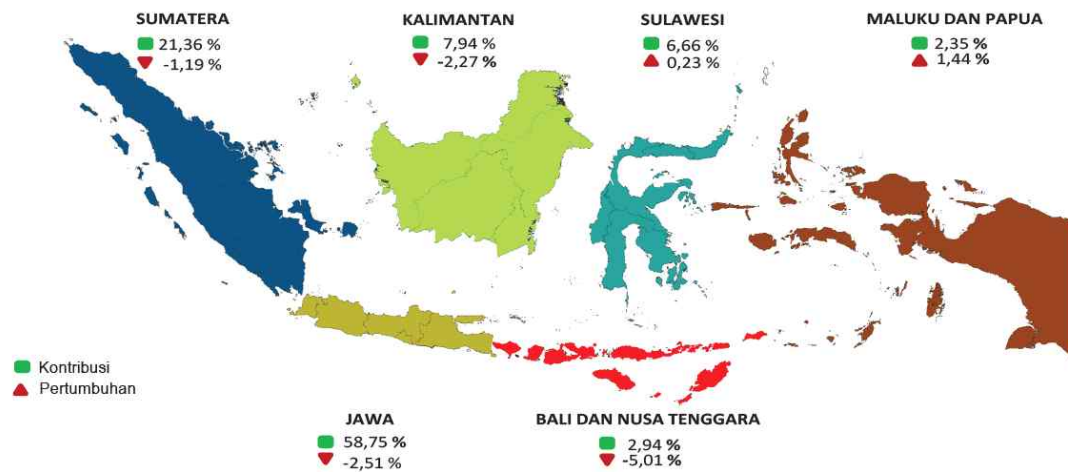 SUMATERA
21,36 %
-1,19 %
KALIMANTAN
7,94 %
-2,27 %
SULAWESI
6,66 %
0,23 %
MALUKU DAN PAPUA
2,35 %
1,44 %
Kontribusi
Pertumbuhan
JAWA
58,75 %
-2,51 %
BALI DAN NUSA TENGGARA
2,94 %
-5,01 %